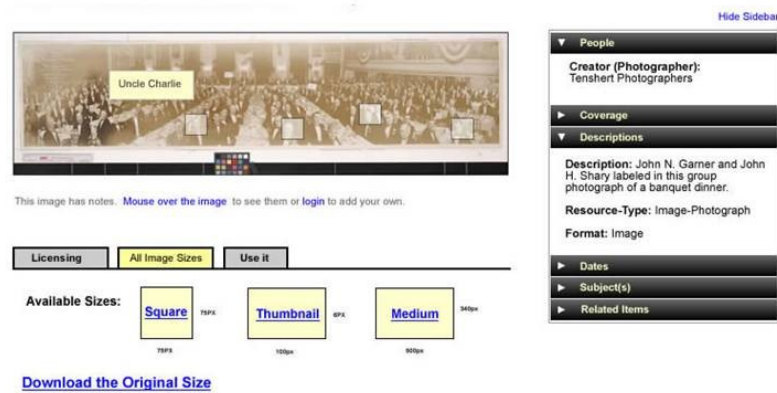 Hide Sidebar
Uncle Charlie
This image has notes. Mouse over the image to see them or login to add your own.
Licensing
All Image Sizes
Use it
Available Sizes:
Square
75PX
75PX
Thumbnail
6PX
100px
Medium
340px
500px
Download the Original Size
▼ People
Creator (Photographer):
Tenshert Photographers
► Coverage
▼ Descriptions
Description: John N. Garner and John
H. Shary labeled in this group
photograph of a banquet dinner.
Resource-Type: Image-Photograph
Format: Image
► Dates
► Subject(s)
► Related Items